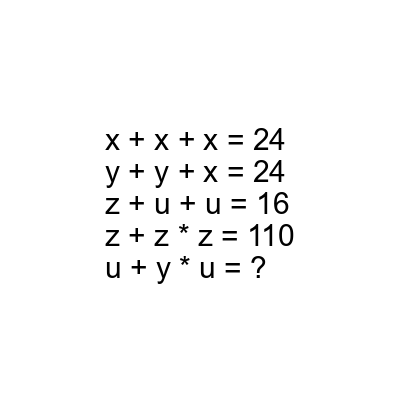 x + x + x = 24
y + y + x = 24
z + u + u = 16
z + z * z = 110
u + y * u = ?